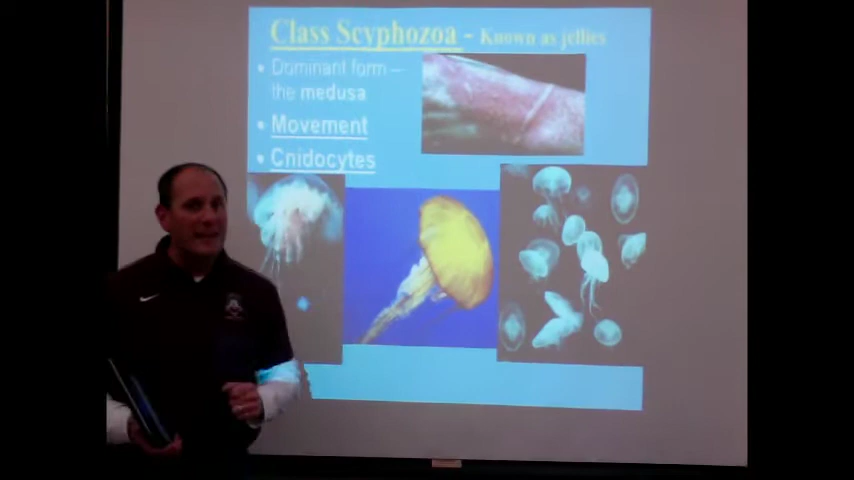 Class Scyphozoa - Known as jellies
• Dominant form –
the medusa
• Movement
• Cnidocytes